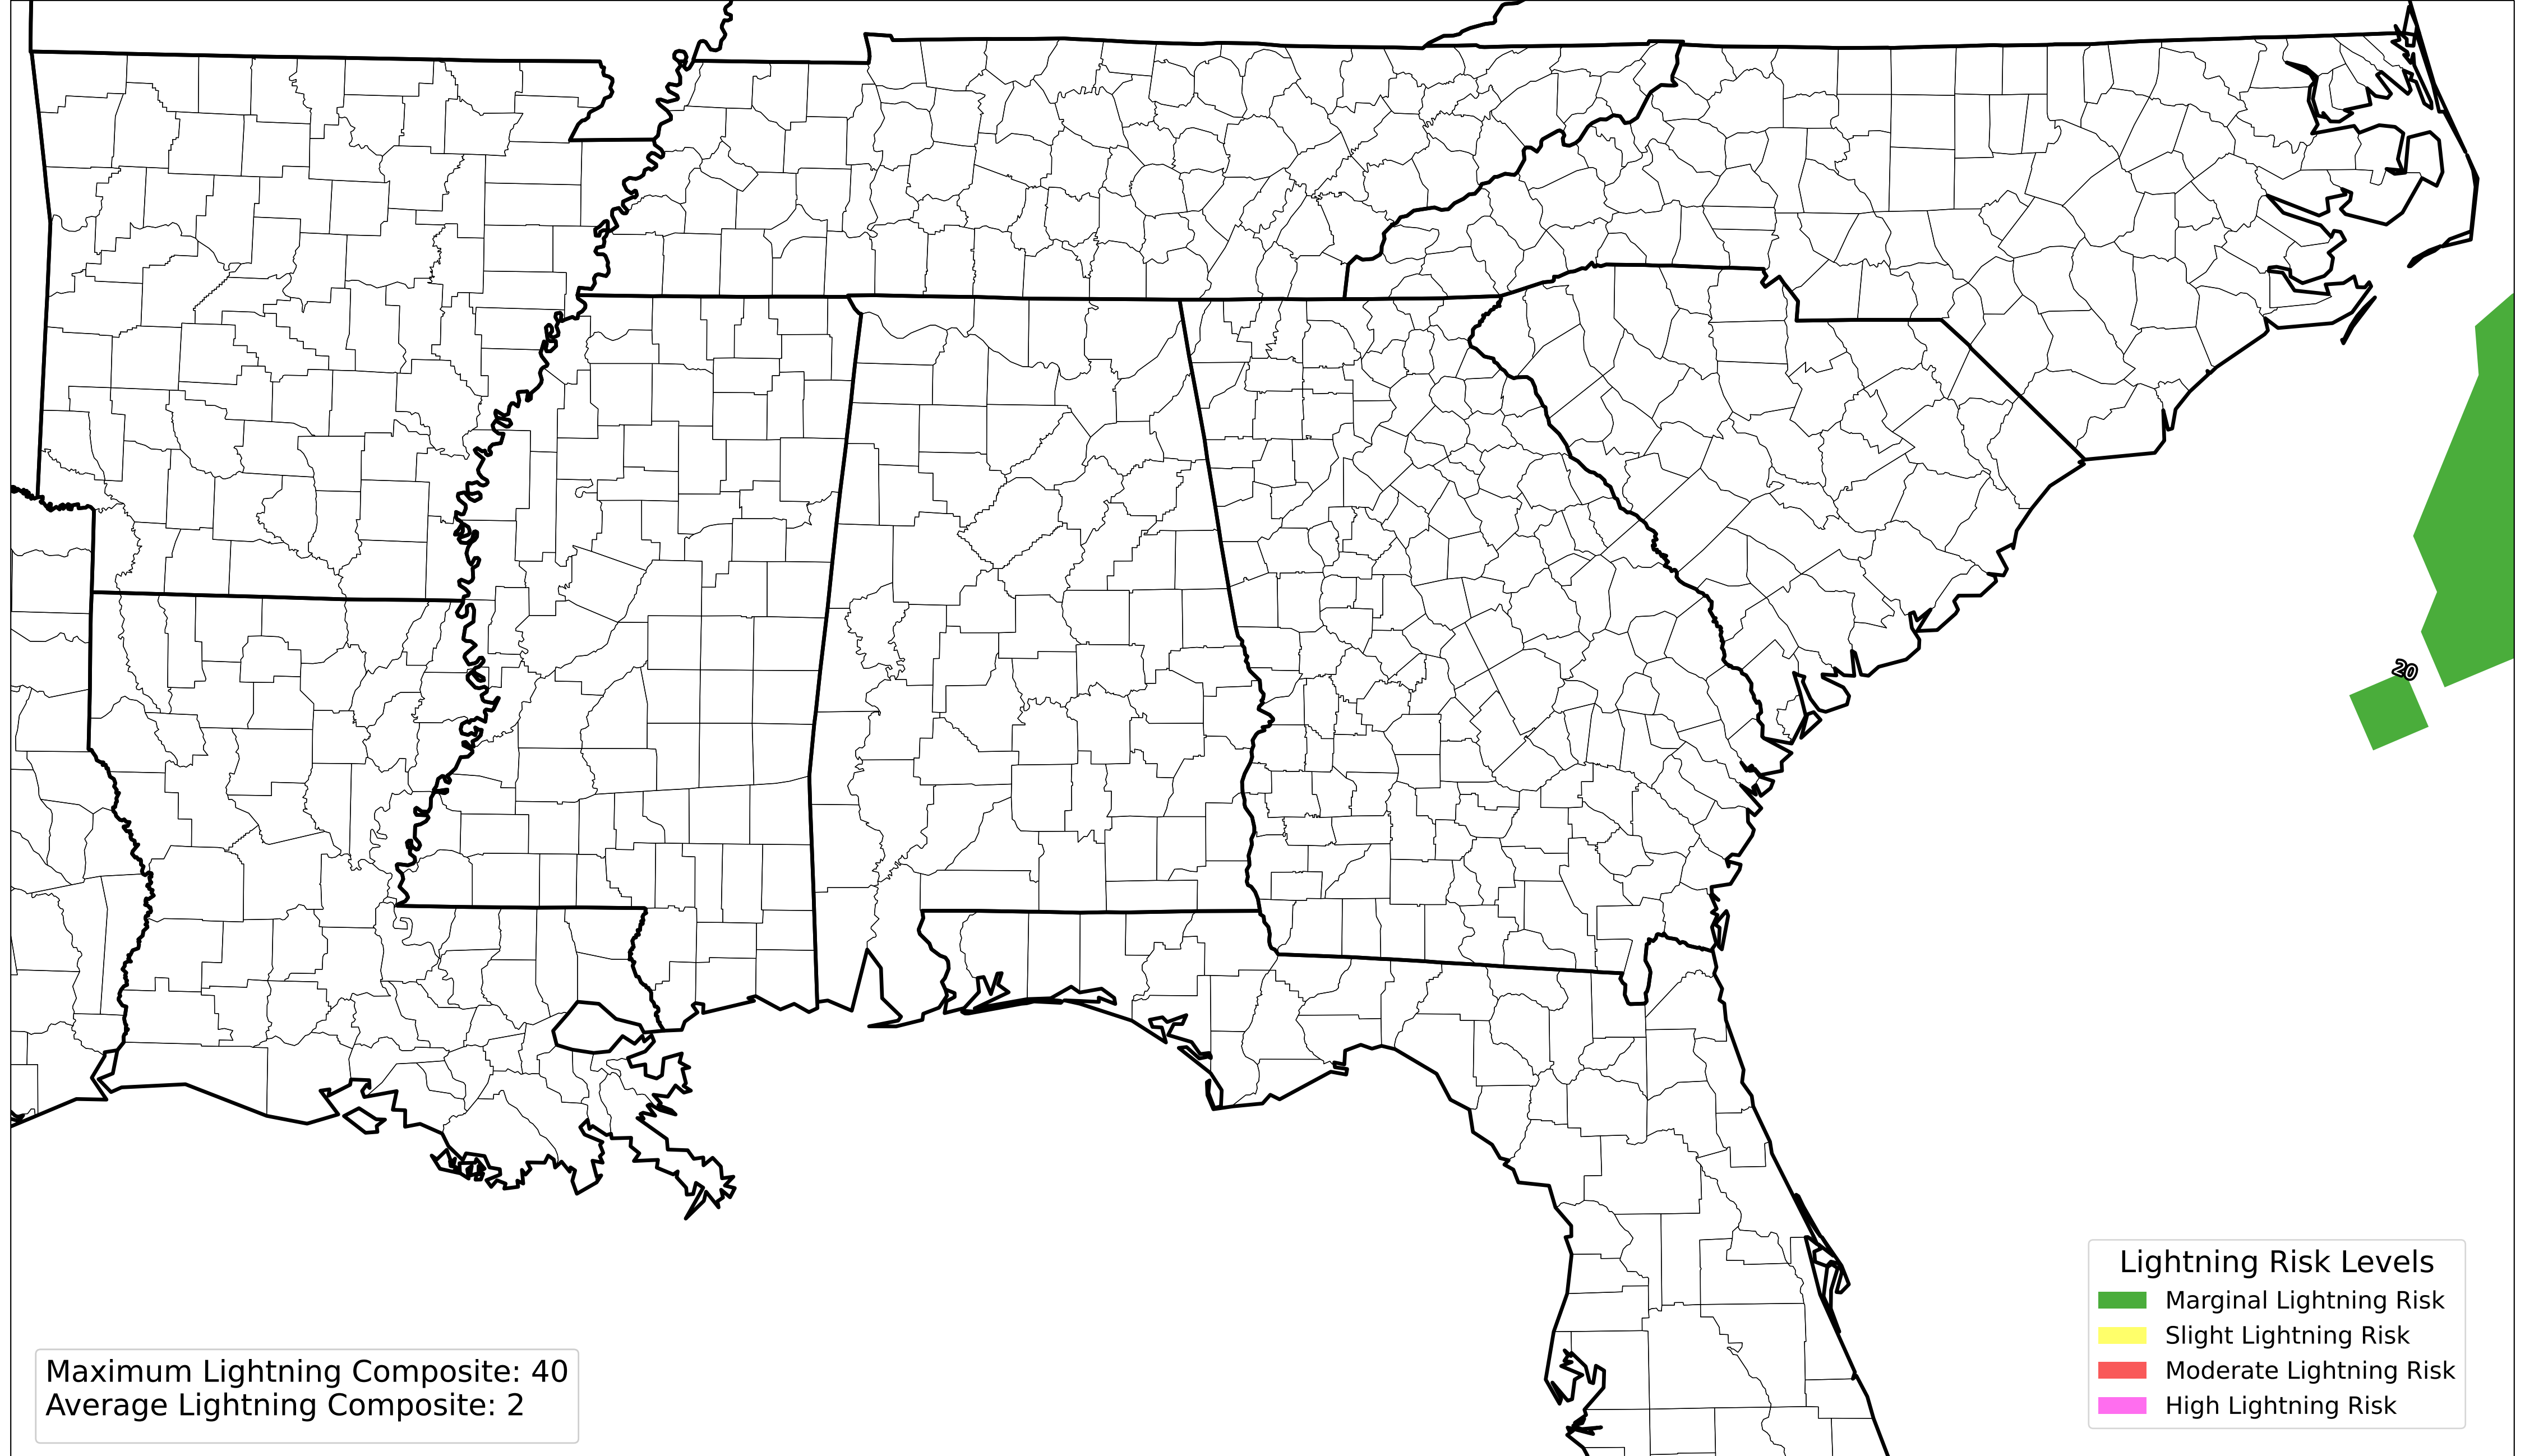 20
Lightning Risk Levels
Marginal Lightning Risk
Slight Lightning Risk
Moderate Lightning Risk
High Lightning Risk
Maximum Lightning Composite: 40
Average Lightning Composite: 2